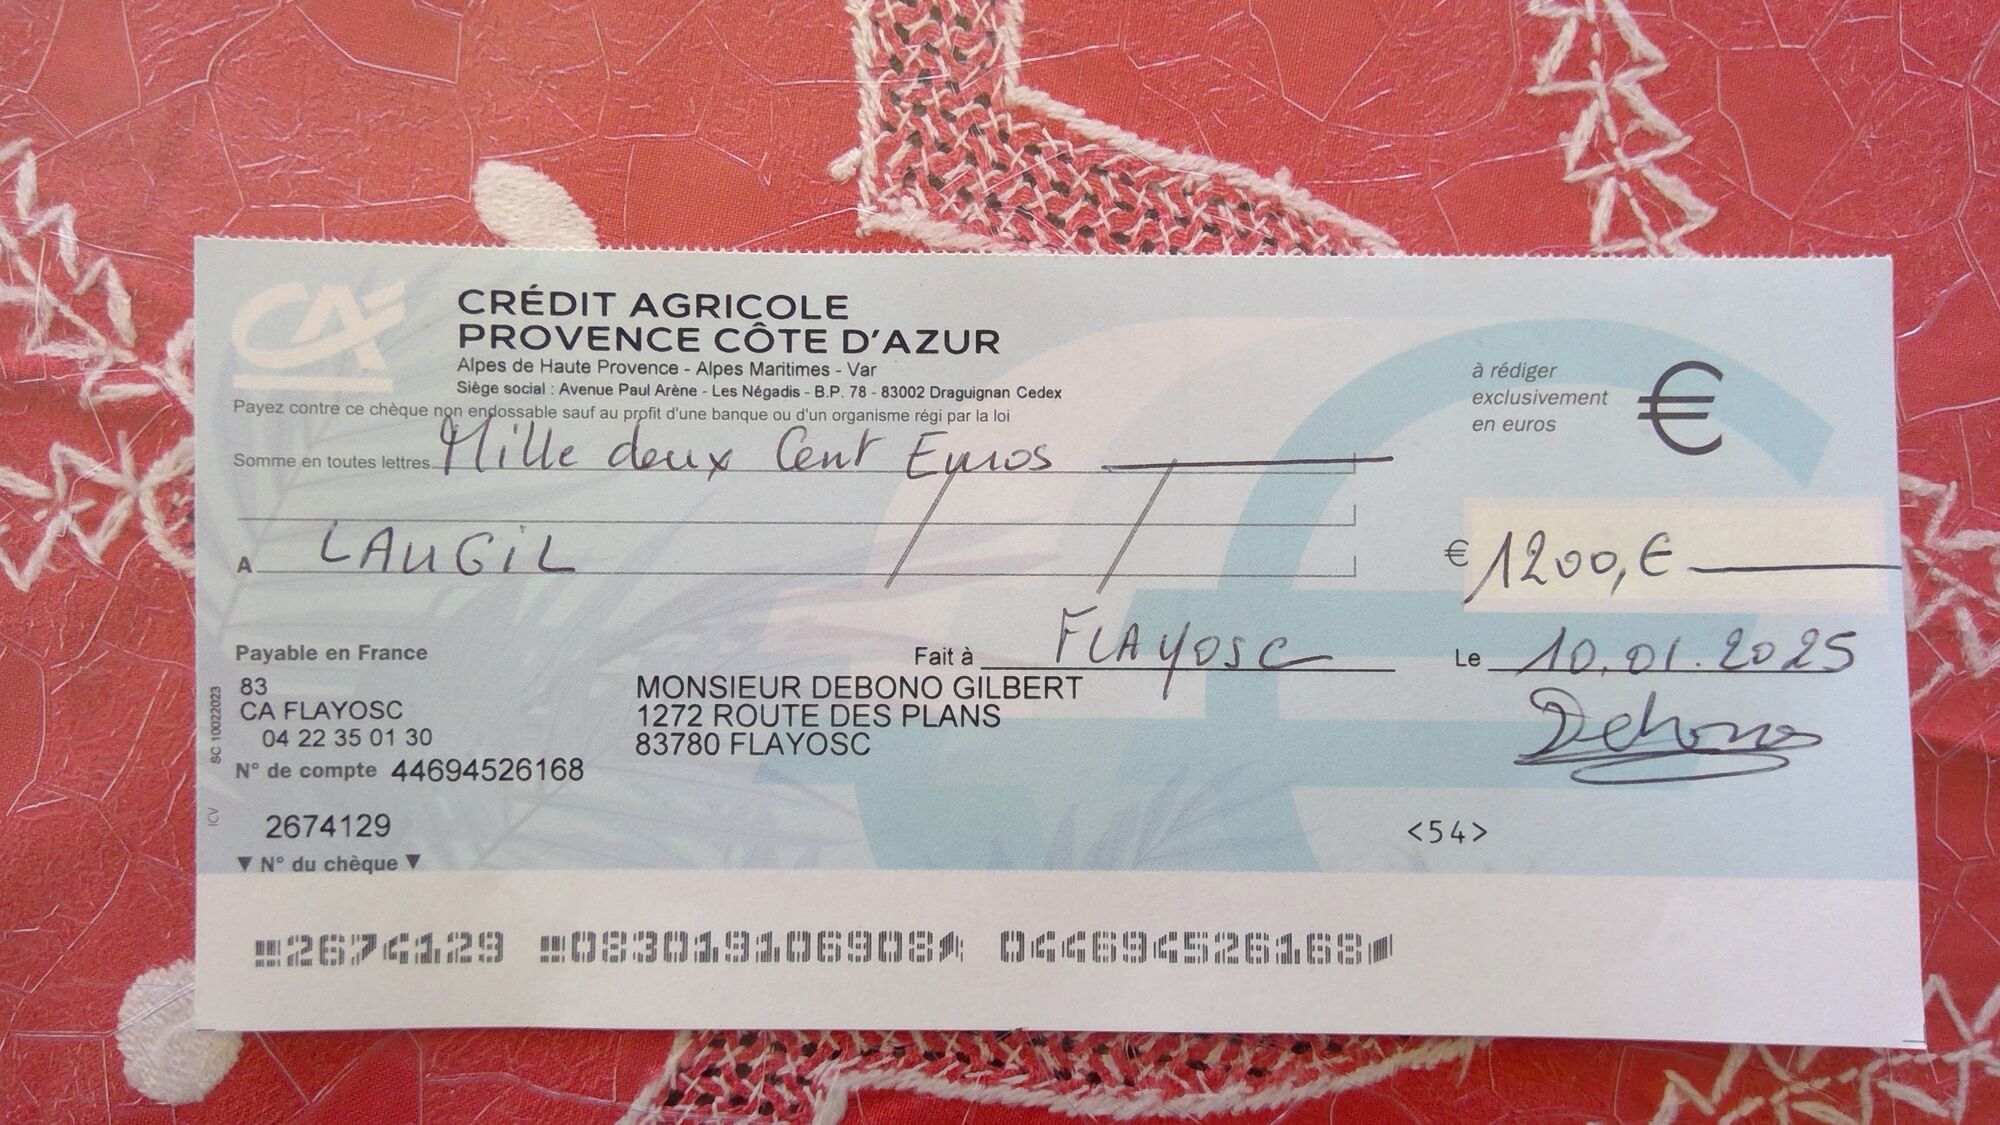 CA
CRÉDIT AGRICOLE
PROVENCE CÔTE D'AZUR
Alpes de Haute Provence - Alpes Maritimes - Var
Siège social : Avenue Paul Arène - Les Négadis - B.P. 78 - 83002 Draguignan Cedex
Payez contre ce chèque non endossable sauf au profit d'une banque ou d'un organisme régi par la loi
à rédiger
exclusivement
en euros
€
Somme en toutes lettres Mille deux Cent Euros
A LAUGIL
€ 1200,€
Payable en France
Fait à FLAYOSC
Le 10.01.2025
83
CA FLAYOSC
04 22 35 01 30
N° de compte 44694526168
MONSIEUR DEBONO GILBERT
1272 ROUTE DES PLANS
83780 FLAYOSC
Debono
SC 10022023
ICV
2674129
▼ N° du chèque ▼
<54>
2674129 083019106908 044694526168